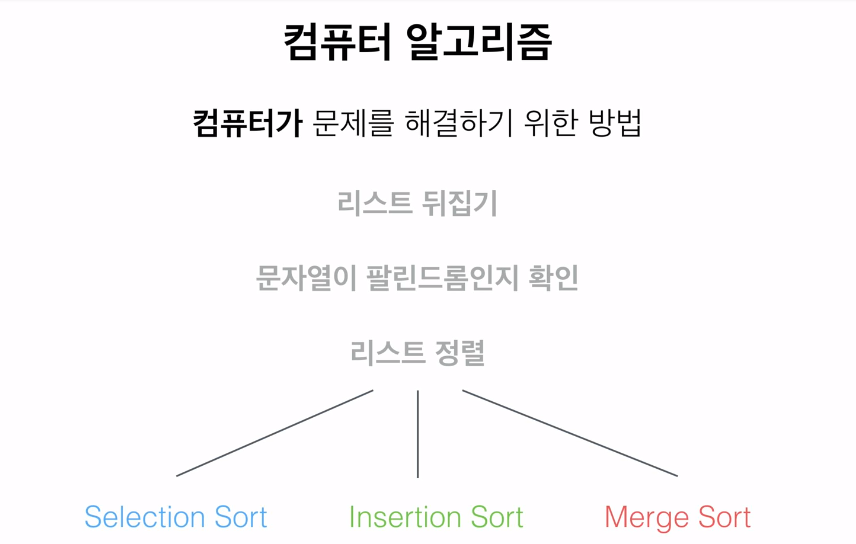 컴퓨터 알고리즘
컴퓨터가 문제를 해결하기 위한 방법
리스트 뒤집기
문자열이 팔린드롬인지 확인
리스트 정렬
Selection Sort Insertion Sort Merge Sort